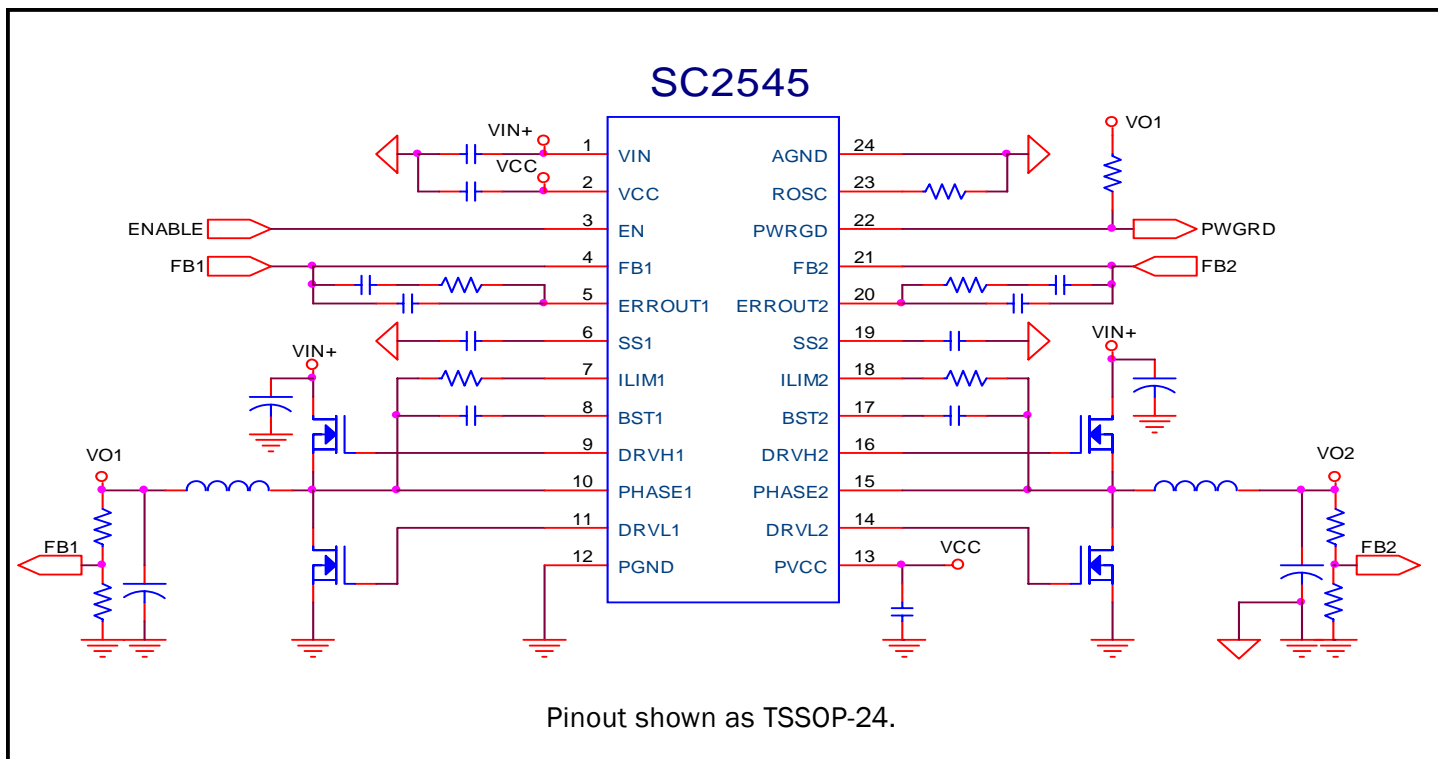 SC2545
VIN+
1
VIN
VCC
2
VCC
ENABLE
3
EN
FB1
4
FB1
5
ERROUT1
6
SS1
VIN+
7
ILIM1
8
BST1
9
DRVH1
VO1
10
PHASE1
11
DRVL1
FB1
12
PGND
AGND
24
VO1
ROSC
23
PWRGD
22
PWGRD
FB2
21
FB2
ERROUT2
20
SS2
19
VIN+
ILIM2
18
BST2
17
DRVH2
16
VO2
PHASE2
15
DRVL2
14
VCC
PVCC
13
FB2
Pinout shown as TSSOP-24.